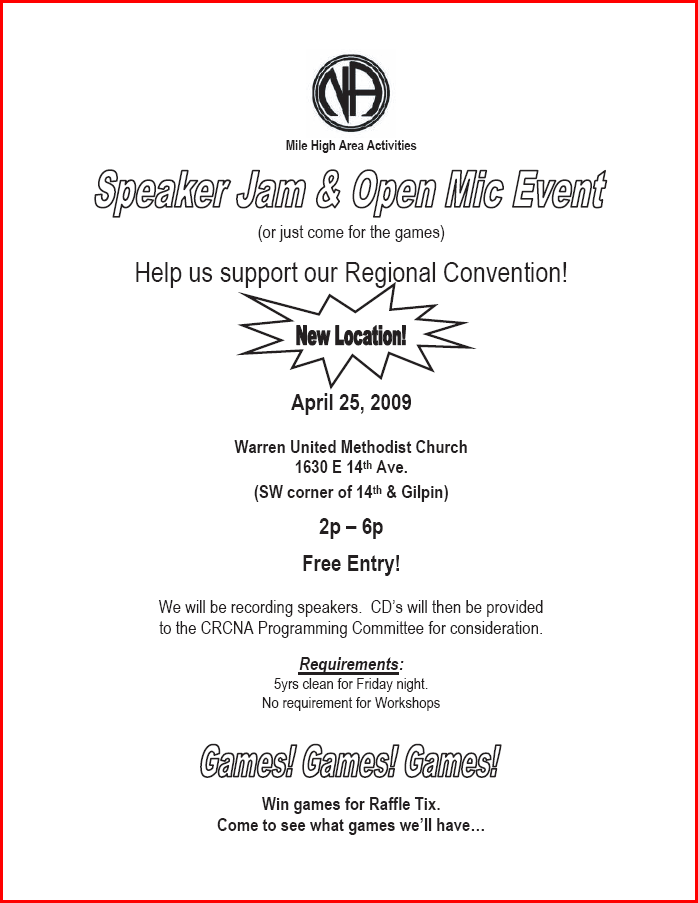 NA
Mile High Area Activities
Speaker Jam & Open Mic Event
(or just come for the games)
Help us support our Regional Convention!
New Location!
April 25, 2009
Warren United Methodist Church
1630 E 14th Ave.
(SW corner of 14th & Gilpin)
2p – 6p
Free Entry!
We will be recording speakers.  CD's will then be provided
to the CRCNA Programming Committee for consideration.
Requirements:
5yrs clean for Friday night.
No requirement for Workshops
Games! Games! Games!
Win games for Raffle Tix.
Come to see what games we'll have…